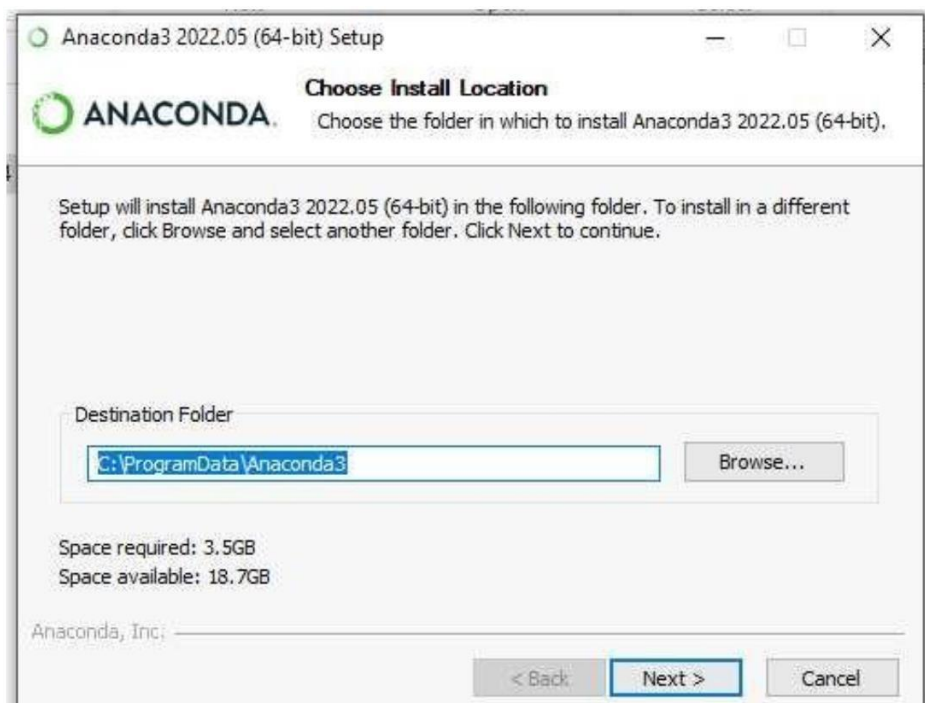 Anaconda3 2022.05 (64-bit) Setup
ANACONDA.
Choose Install Location
Choose the folder in which to install Anaconda3 2022.05 (64-bit).
Setup will install Anaconda3 2022.05 (64-bit) in the following folder. To install in a different
folder, click Browse and select another folder. Click Next to continue.
Destination Folder
C:\ProgramData\Anaconda3
Browse...
Space required: 3.5GB
Space available: 18.7GB
Anaconda, Inc.
< Back
Next >
Cancel